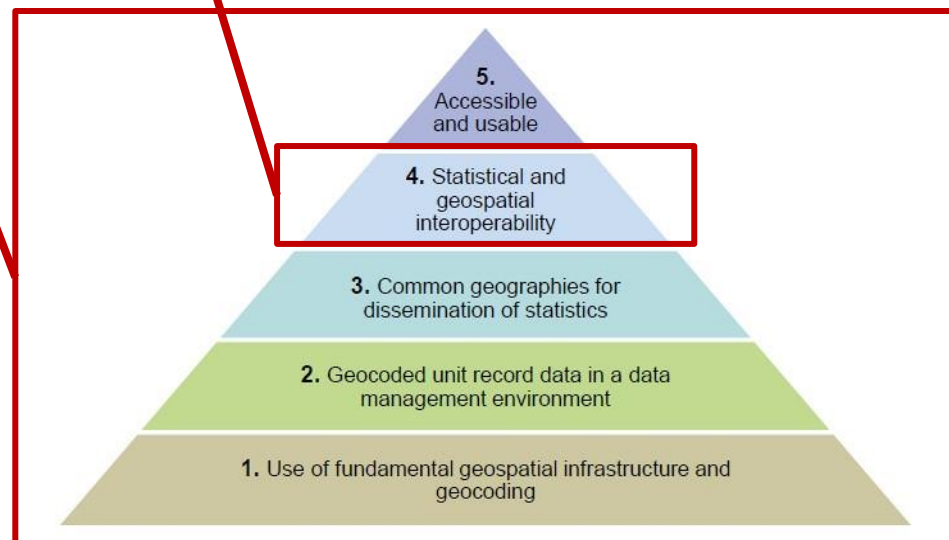 5.
Accessible
and usable
4. Statistical and
geospatial
interoperability
3. Common geographies for
dissemination of statistics
2. Geocoded unit record data in a data
management environment
1. Use of fundamental geospatial infrastructure and
geocoding